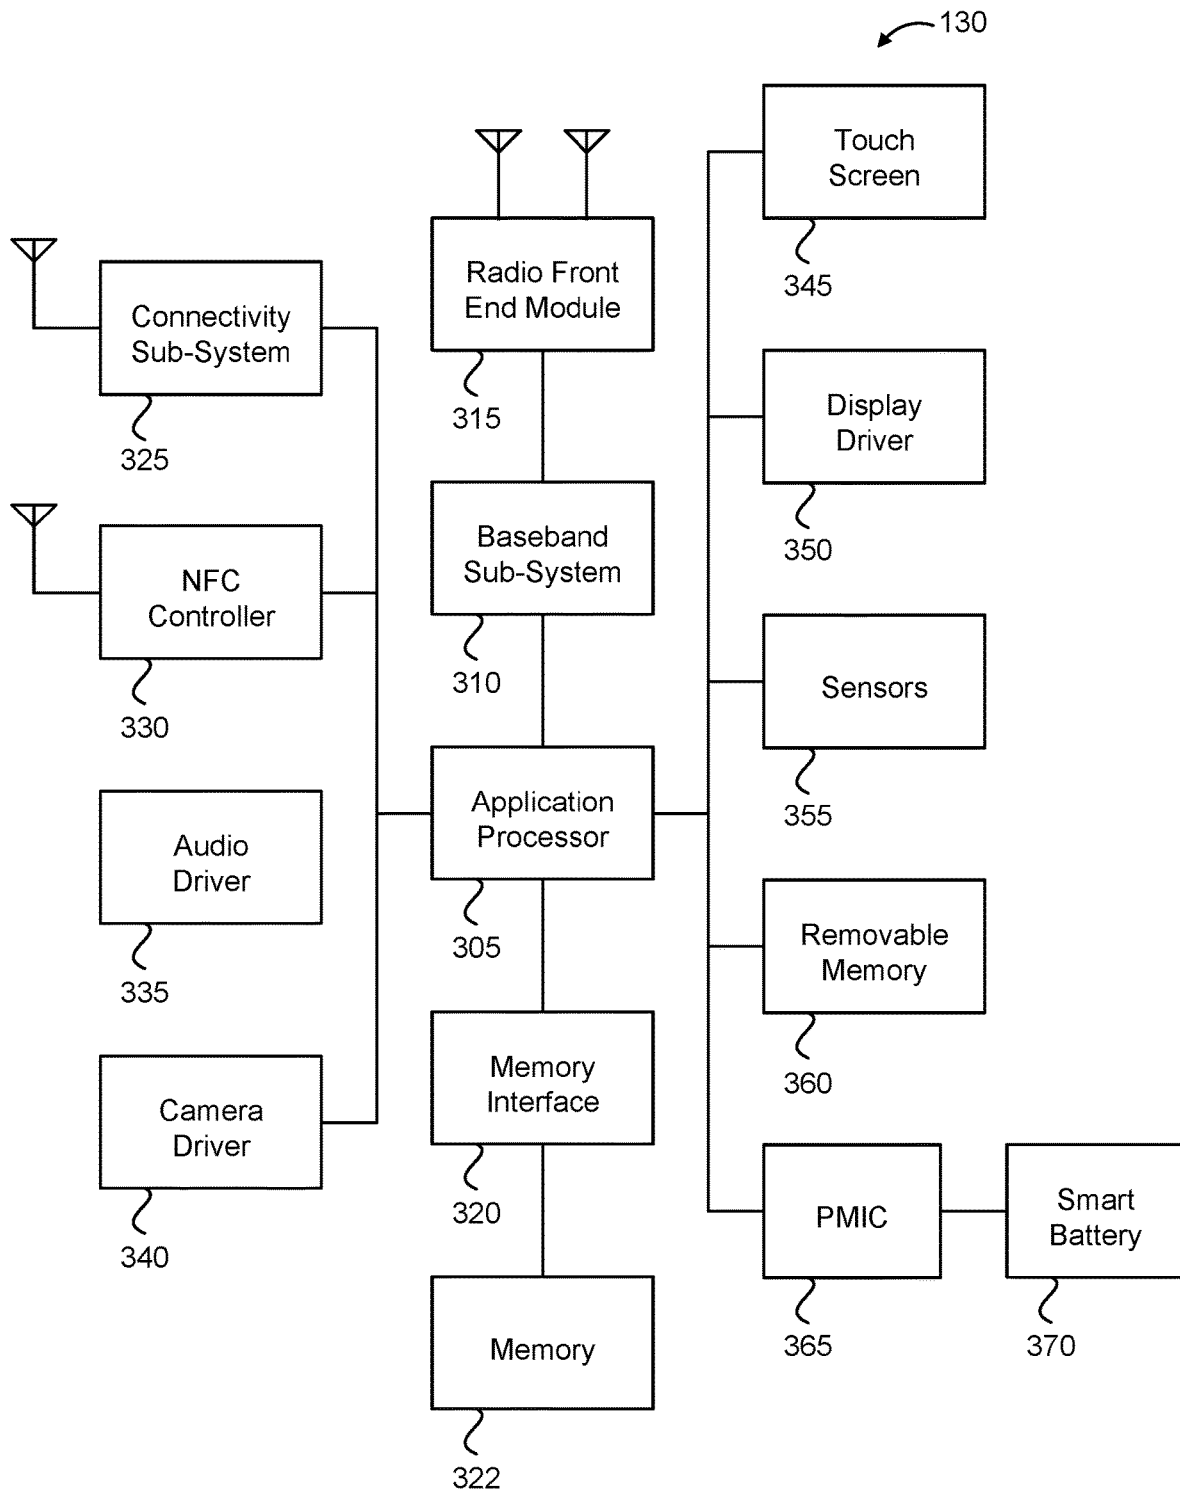 130
Touch
Screen
345
Radio Front
End Module
315
Connectivity
Sub-System
325
Display
Driver
350
Baseband
Sub-System
310
NFC
Controller
330
Sensors
355
Application
Processor
305
Audio
Driver
335
Removable
Memory
360
Memory
Interface
320
Camera
Driver
340
PMIC
365
Smart
Battery
370
Memory
322